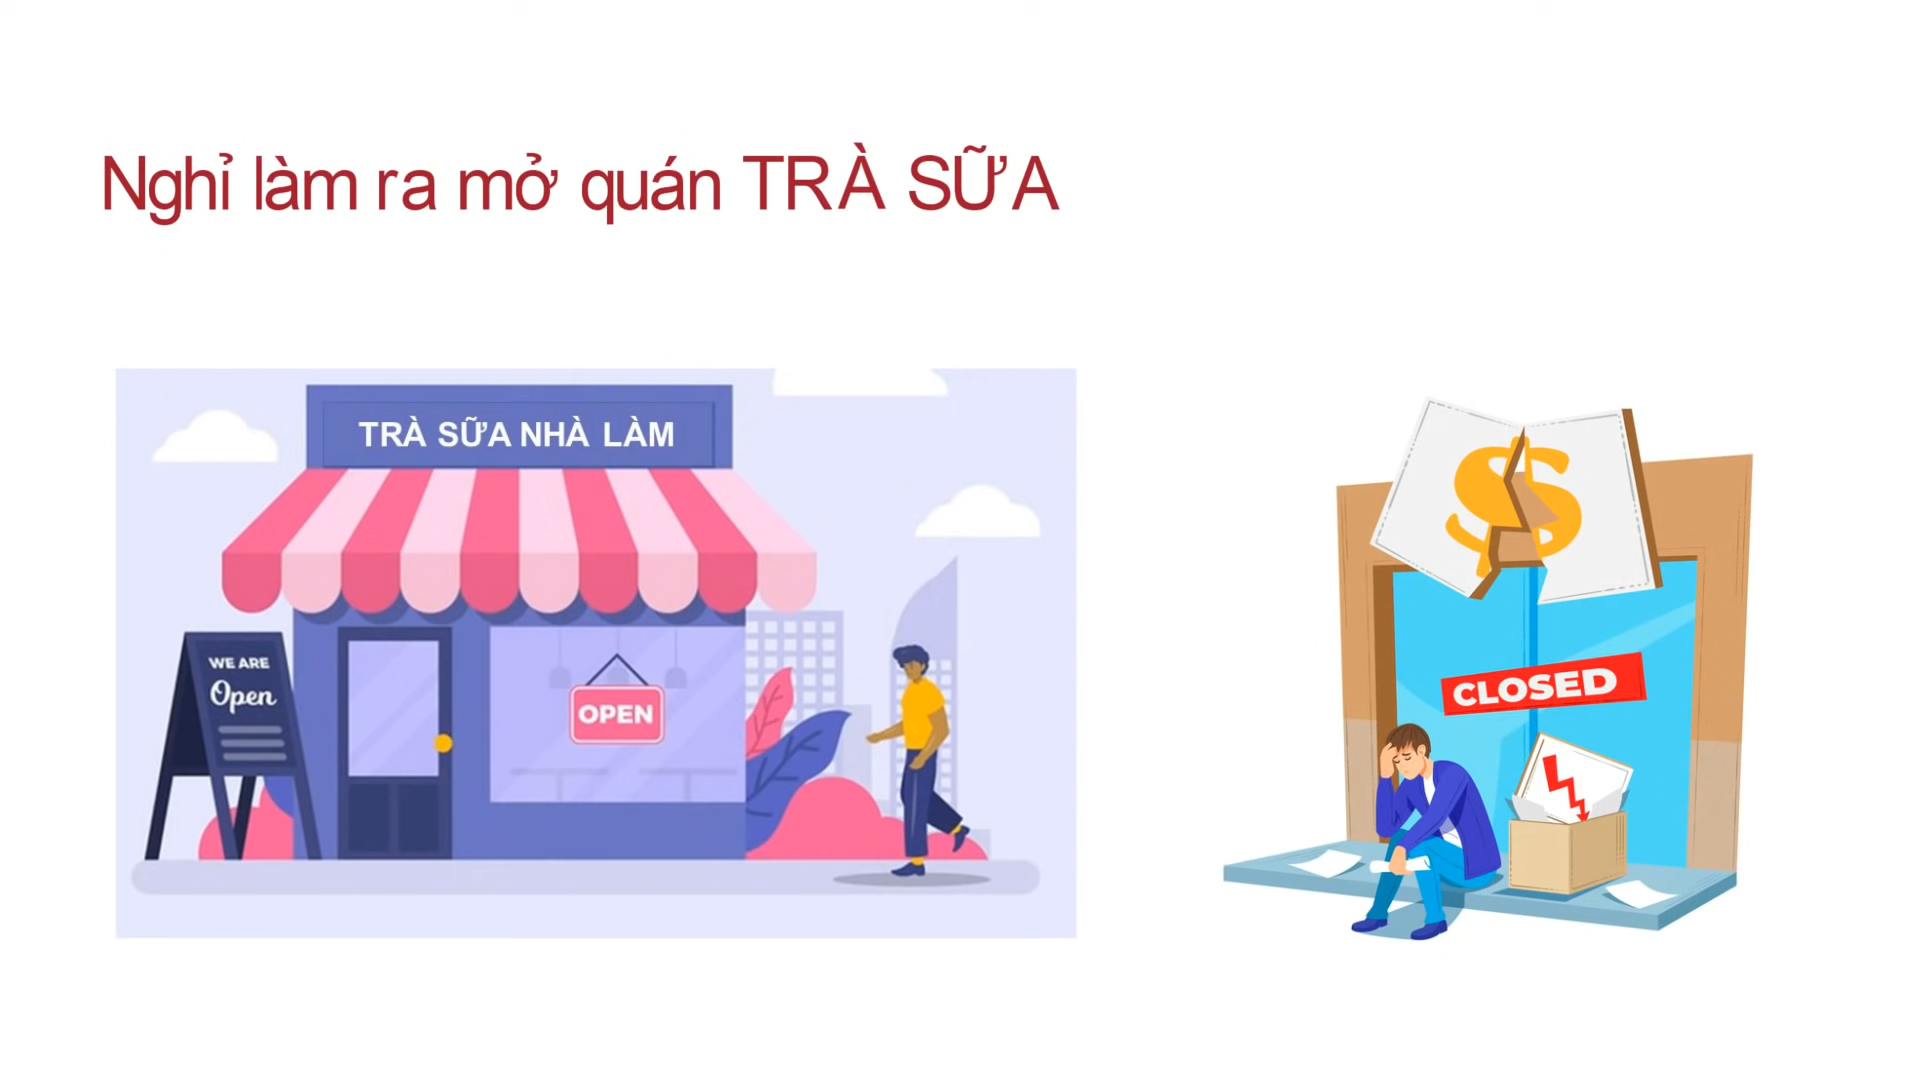 Nghỉ làm ra mở quán TRÀ SỮA
TRÀ SỮA NHÀ LÀM
WE ARE
Open
OPEN
$
CLOSED